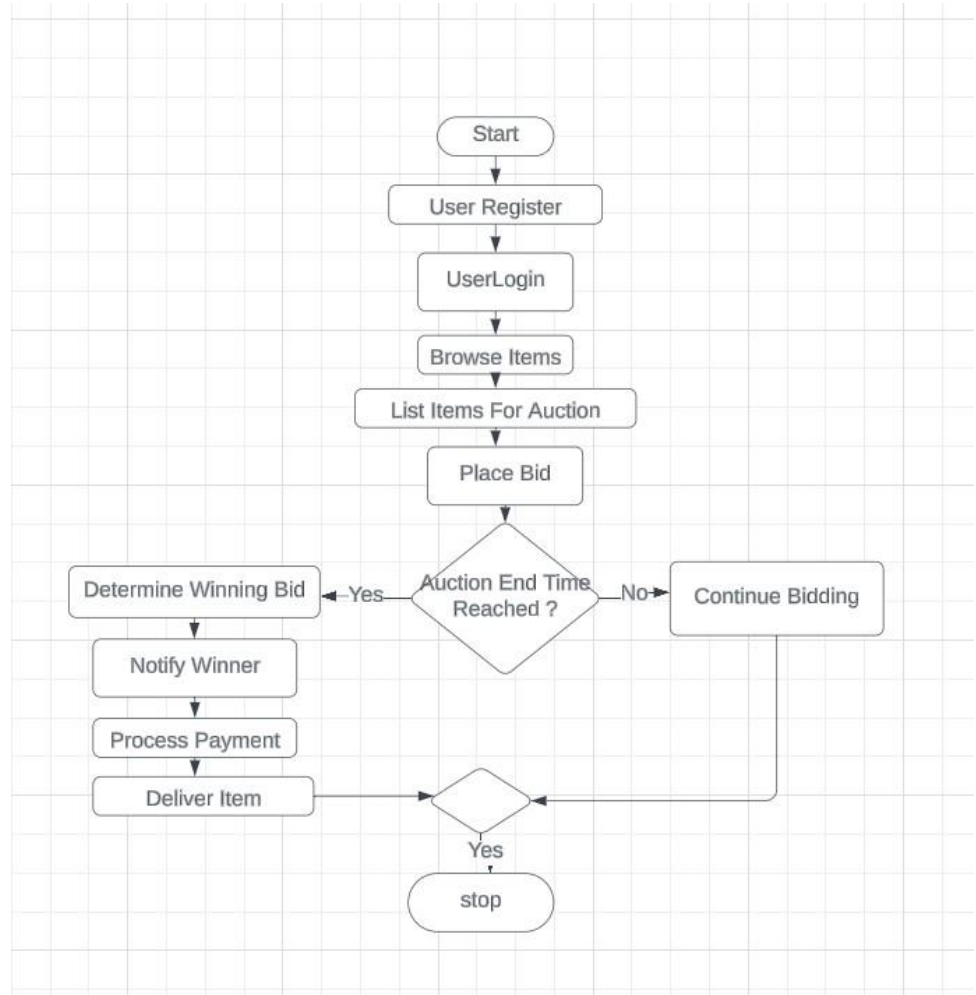 Start
User Register
UserLogin
Browse Items
List Items For Auction
Place Bid
Auction End Time
Reached ?
Yes
No
Determine Winning Bid
Continue Bidding
Notify Winner
Process Payment
Deliver Item
Yes
stop